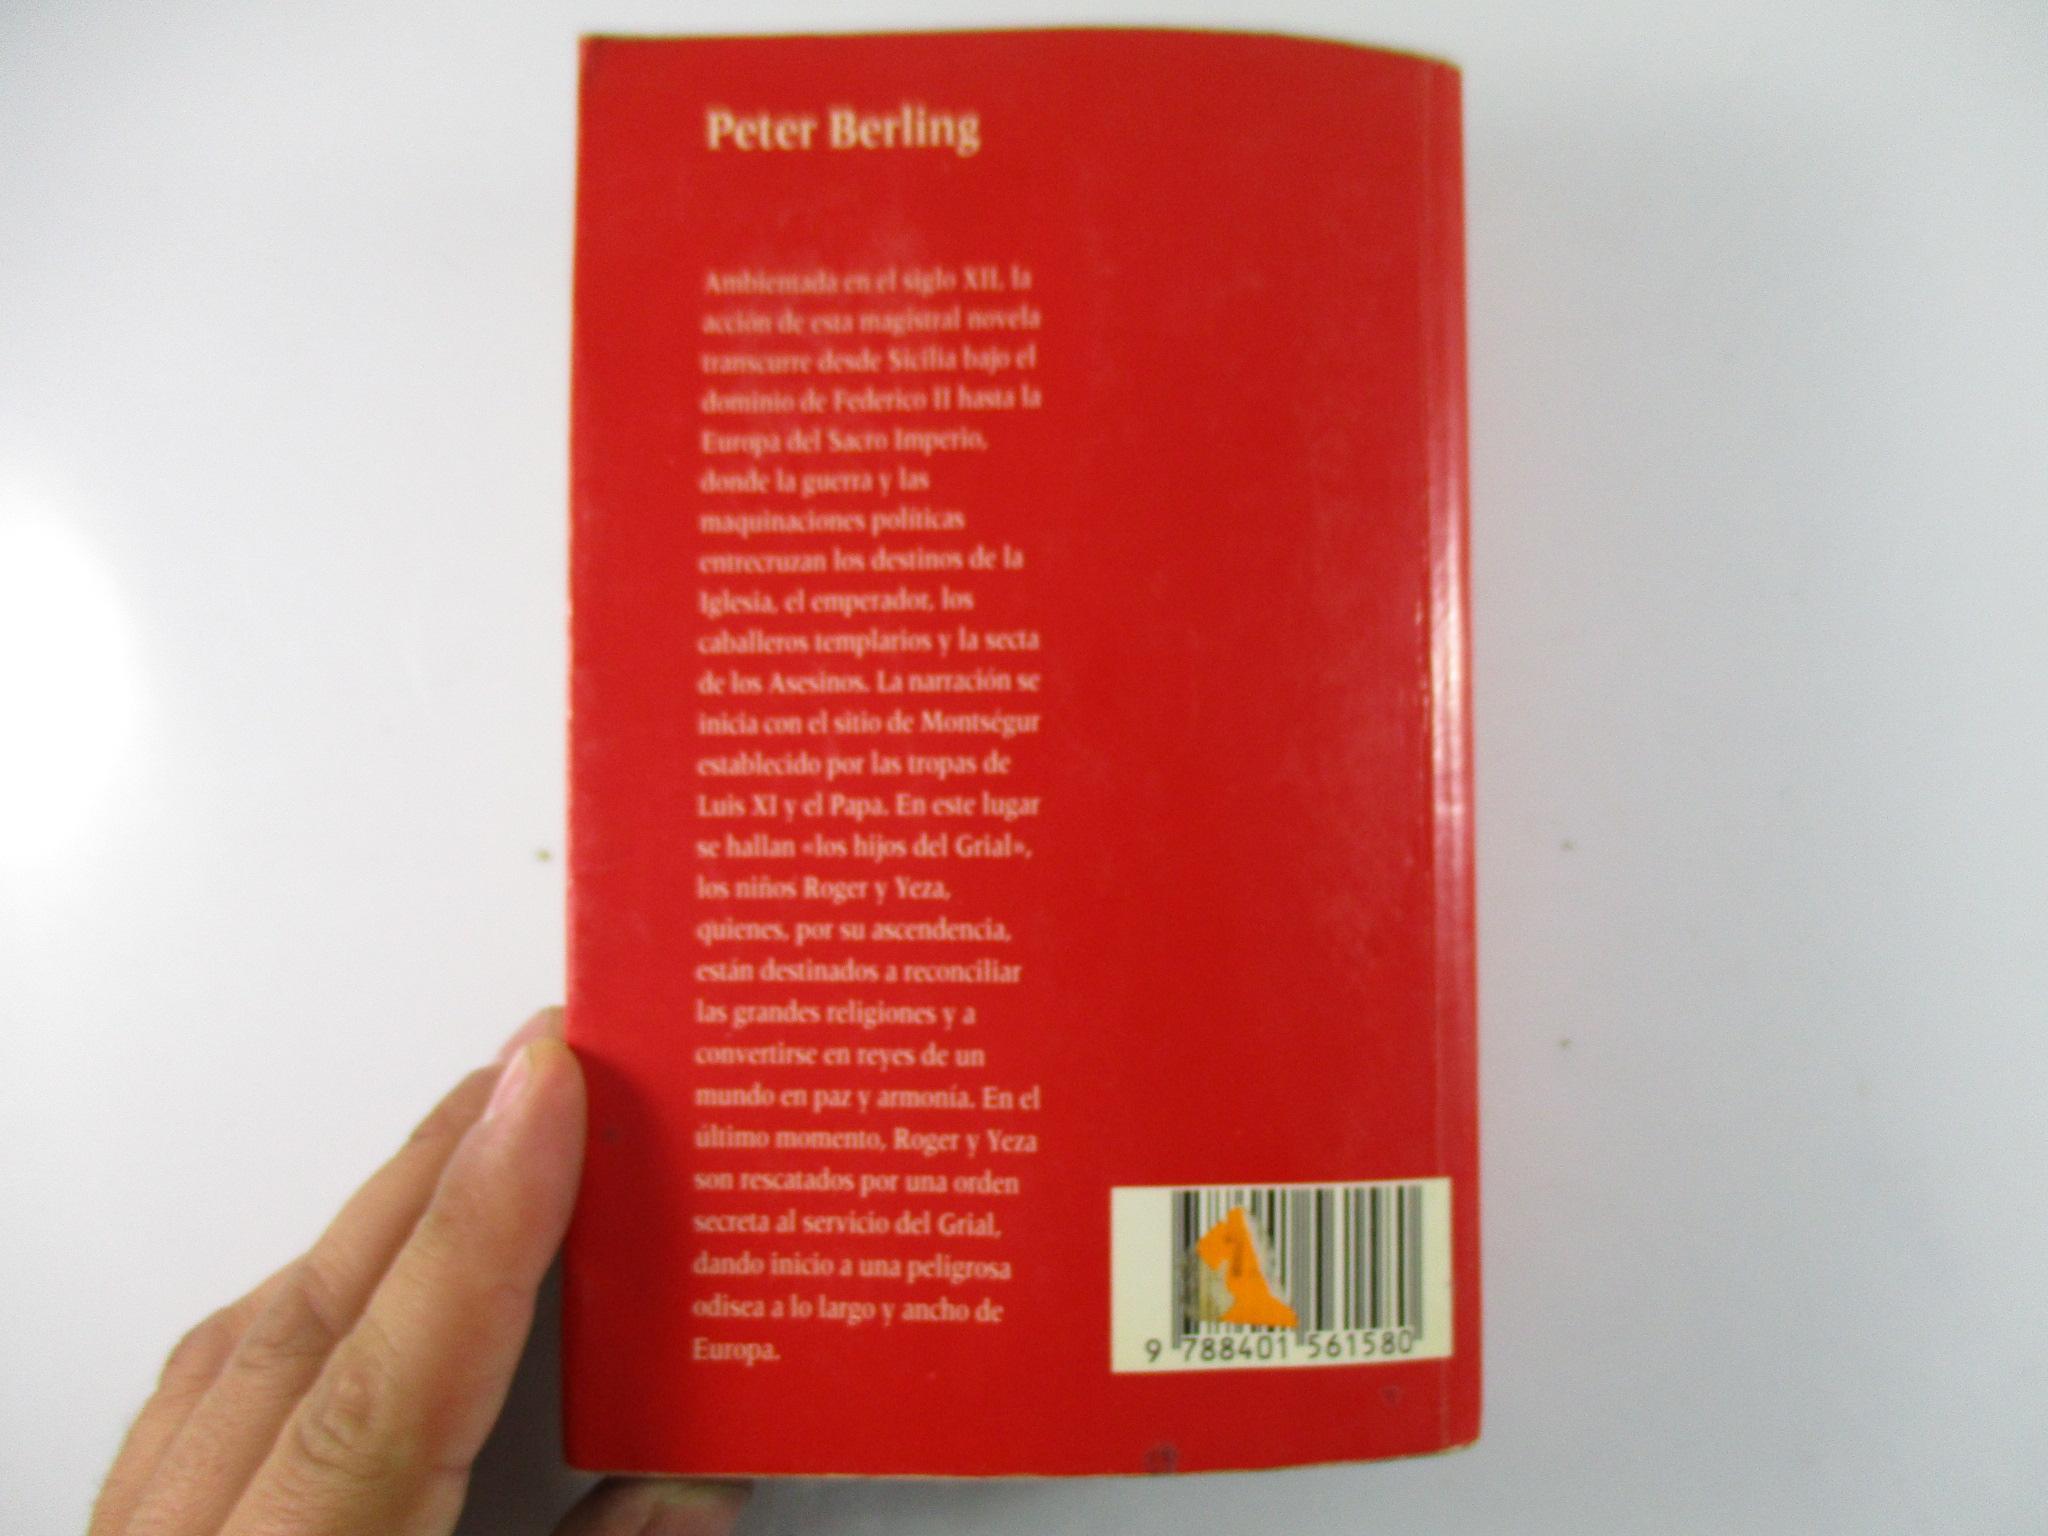 Peter Berling
Ambientada en el siglo XII, la
acción de esta magistral novela
transcurre desde Sicilia bajo el
dominio de Federico II hasta la
Europa del Sacro Imperio,
donde la guerra y las
maquinaciones políticas
entrecruzan los destinos de la
Iglesia, el emperador, los
caballeros templarios y la secta
de los Asesinos. La narración se
inicia con el sitio de Montségur
establecido por las tropas de
Luis XI y el Papa. En este lugar
se hallan «los hijos del Grial»,
los niños Roger y Yeza,
quienes, por su ascendencia,
están destinados a reconciliar
las grandes religiones y a
convertirse en reyes de un
mundo en paz y armonía. En el
último momento, Roger y Yeza
son rescatados por una orden
secreta al servicio del Grial,
dando inicio a una peligrosa
odisea a lo largo y ancho de
Europa.
9 788401 561580